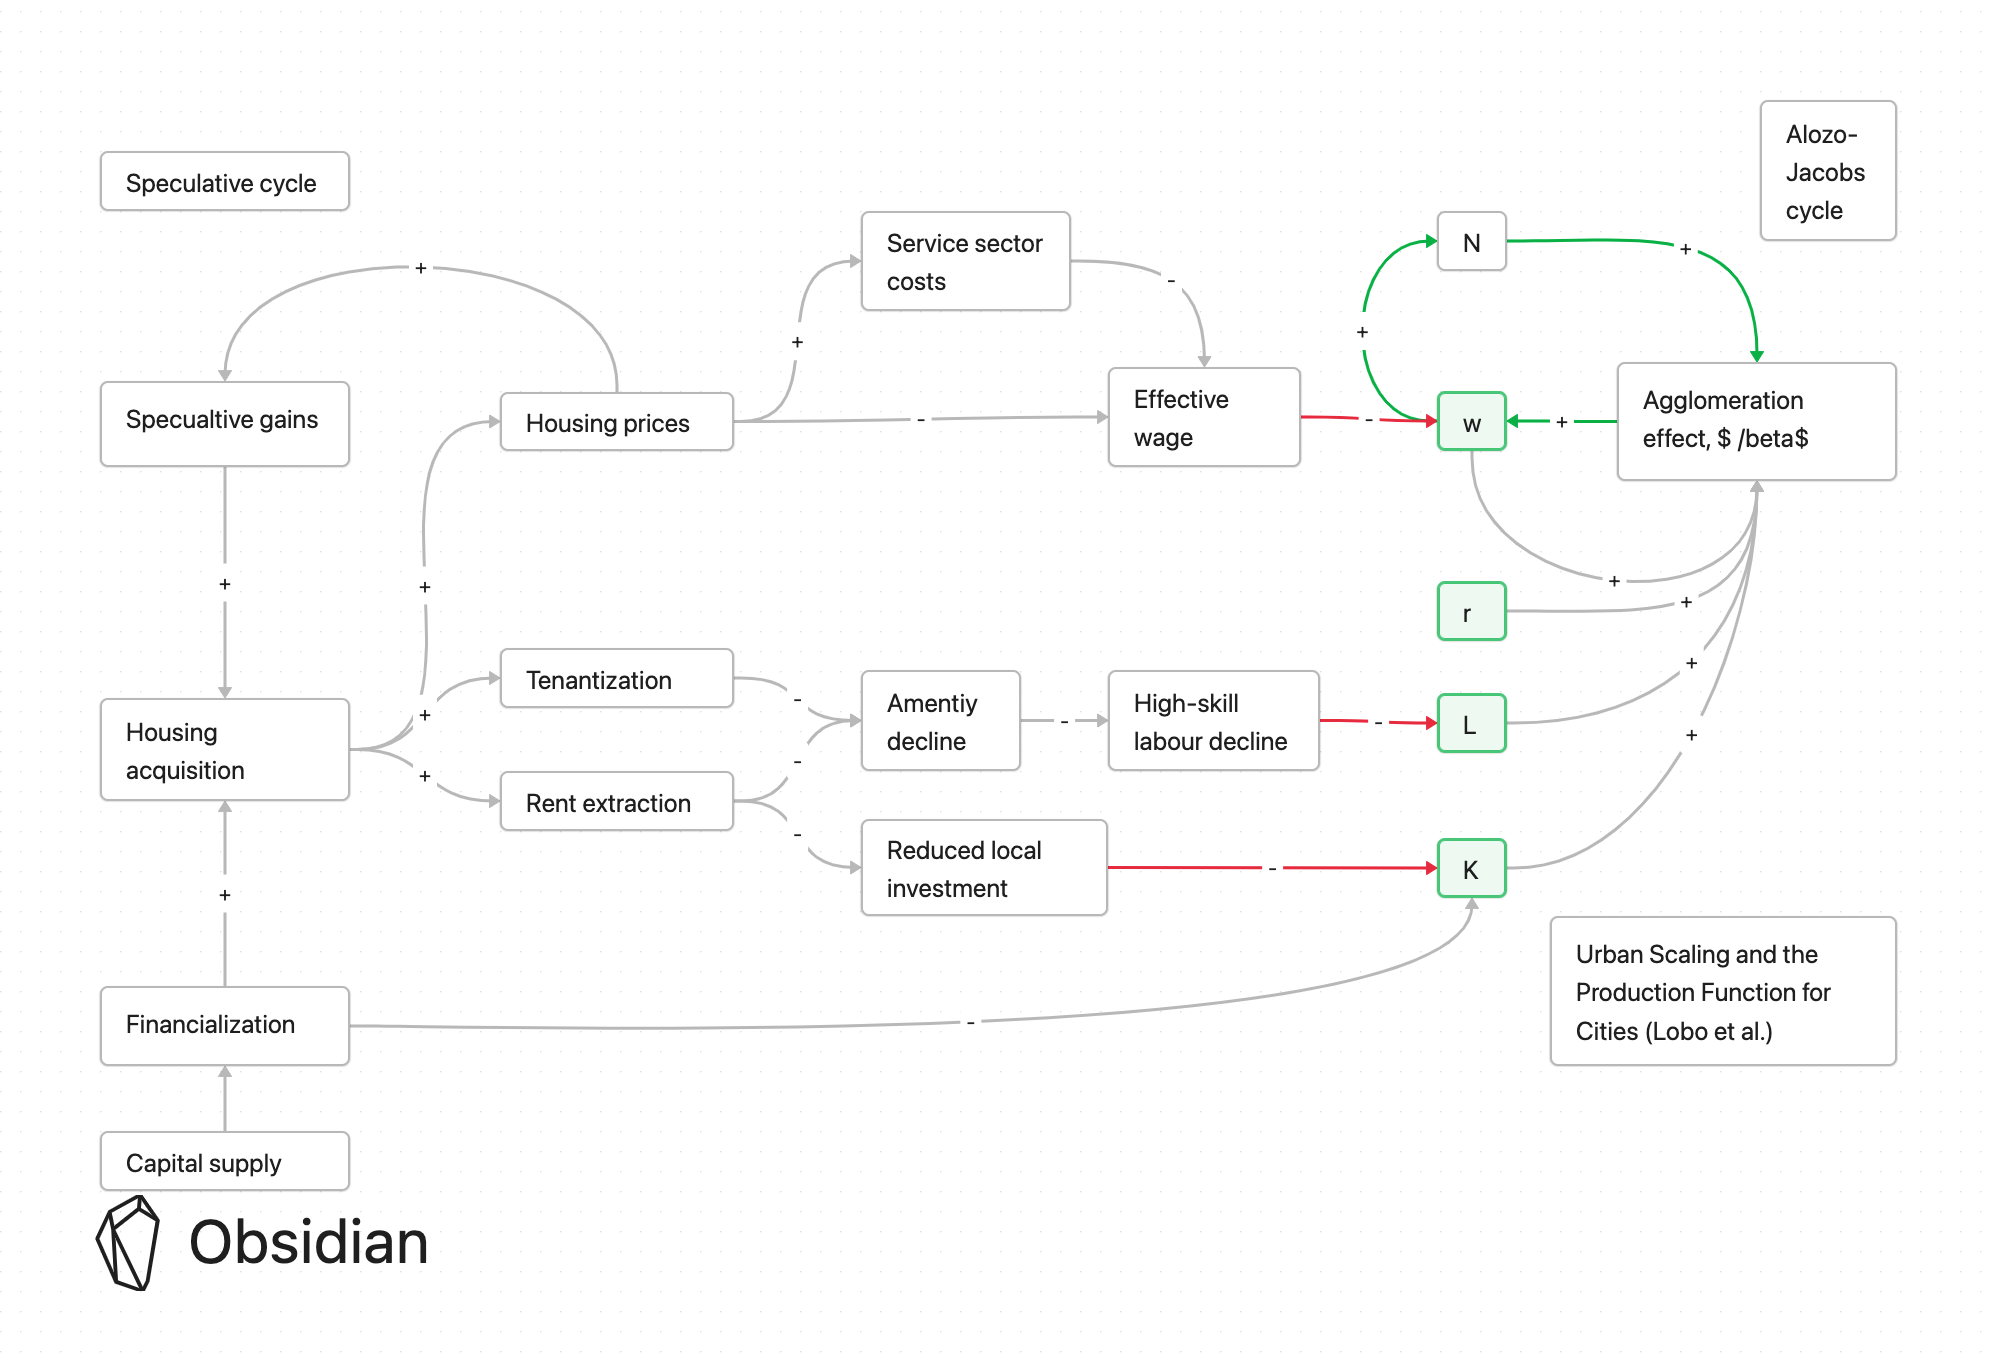 Speculative cycle
Alozo-
Jacobs
cycle
Service sector
costs
N
Specualtive gains
Housing prices
Effective
wage
w
Agglomeration
effect, $ /beta$
+
+
-
-
-
+
+
+
+
+
+
+
r
Tenantization
Housing
acquisition
Rent extraction
Amentiy
decline
High-skill
labour decline
L
+
+
-
-
-
-
-
+
+
Reduced local
investment
K
-
+
Financialization
-
Urban Scaling and the
Production Function for
Cities (Lobo et al.)
Capital supply
Obsidian